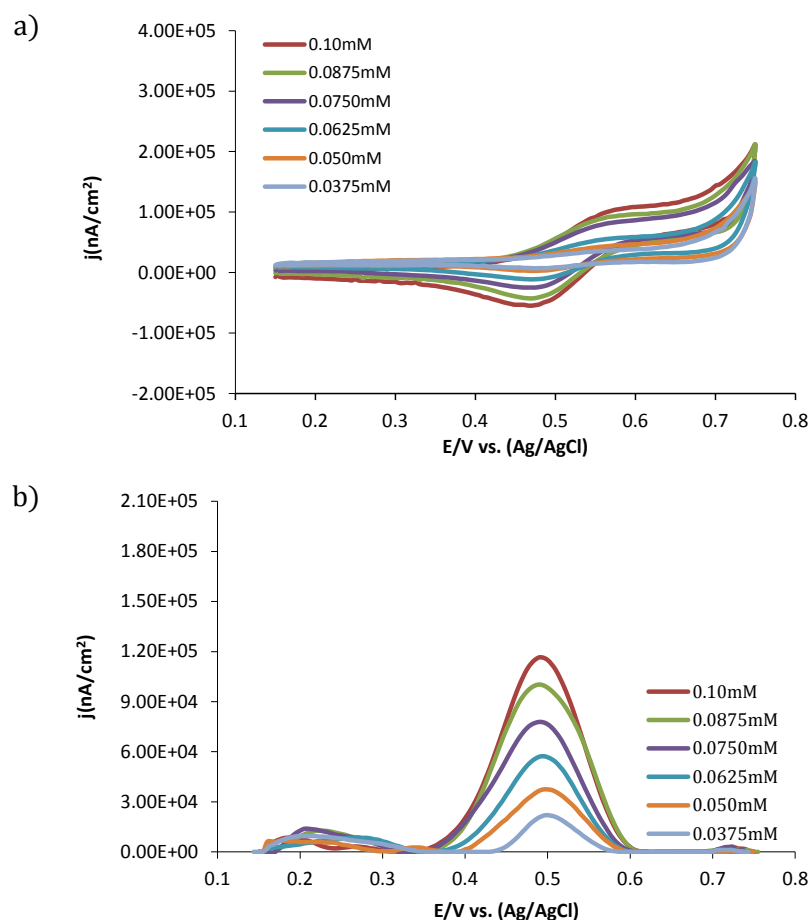 a)
4.00E+05
3.00E+05
2.00E+05
1.00E+05
0.00E+00
-1.00E+05
-2.00E+05
j(nA/cm²)
0.10mM
0.0875mM
0.0750mM
0.0625mM
0.050mM
0.0375mM
0.1 0.2 0.3 0.4 0.5 0.6 0.7 0.8
E/V vs. (Ag/AgCl)
b)
2.10E+05
1.80E+05
1.50E+05
1.20E+05
9.00E+04
6.00E+04
3.00E+04
0.00E+00
j(nA/cm²)
0.10mM
0.0875mM
0.0750mM
0.0625mM
0.050mM
0.0375mM
0.1 0.2 0.3 0.4 0.5 0.6 0.7 0.8
E/V vs. (Ag/AgCl)